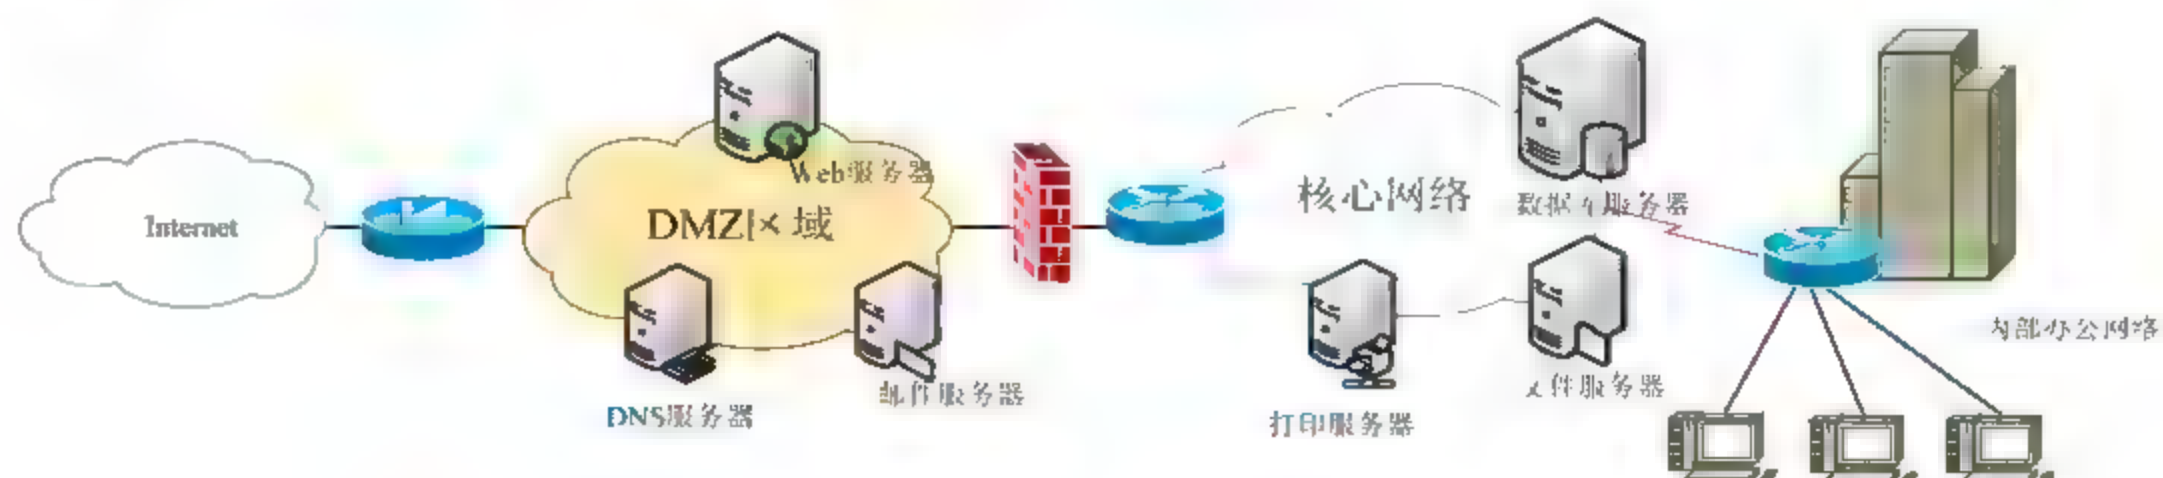 Internet
Web服务器
DMZ区域
DNS服务器
邮件服务器
核心网络
数据库服务器
打印服务器
文件服务器
内部办公网络